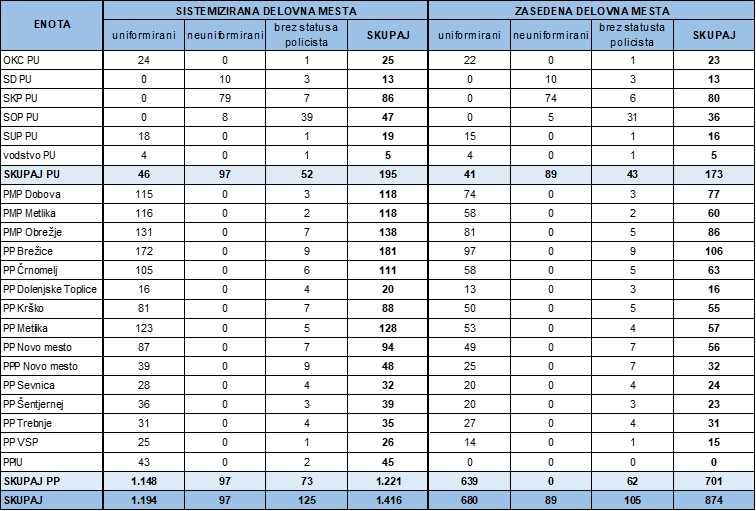 ENOTA SISTEMIZIRANA DELOVNA MESTA ZASEDENA DELOVNA MESTA
uniformirani neuniformirani brez statusa policista SKUPAJ uniformirani neuniformirani brez statusta policista SKUPAJ
OKC PU 24 0 1 25 22 0 1 23
SD PU 0 10 3 13 0 10 3 13
SKP PU 0 79 7 86 0 74 6 80
SOP PU 0 8 39 47 0 5 31 36
SUP PU 18 0 1 19 15 0 1 16
vodstvo PU 4 0 1 5 4 0 1 5
SKUPAJ PU 46 97 52 195 41 89 43 173
PMP Dobova 115 0 3 118 74 0 3 77
PMP Metlika 116 0 2 118 58 0 2 60
PMP Obrežje 131 0 7 138 81 0 5 86
PP Brežice 172 0 9 181 97 0 9 106
PP Črnomelj 105 0 6 111 58 0 5 63
PP Dolenjske Toplice 16 0 4 20 13 0 3 16
PP Krško 81 0 7 88 50 0 5 55
PP Metlika 123 0 5 128 53 0 4 57
PP Novo mesto 87 0 7 94 49 0 7 56
PPP Novo mesto 39 0 9 48 25 0 7 32
PP Sevnica 28 0 4 32 20 0 4 24
PP Šentjernej 36 0 3 39 20 0 3 23
PP Trebnje 31 0 4 35 27 0 4 31
PP VSP 25 0 1 26 14 0 1 15
PPIU 43 0 2 45 0 0 0 0
SKUPAJ PP 1.148 97 73 1.221 639 0 62 701
SKUPAJ 1.194 97 125 1.416 680 89 105 874